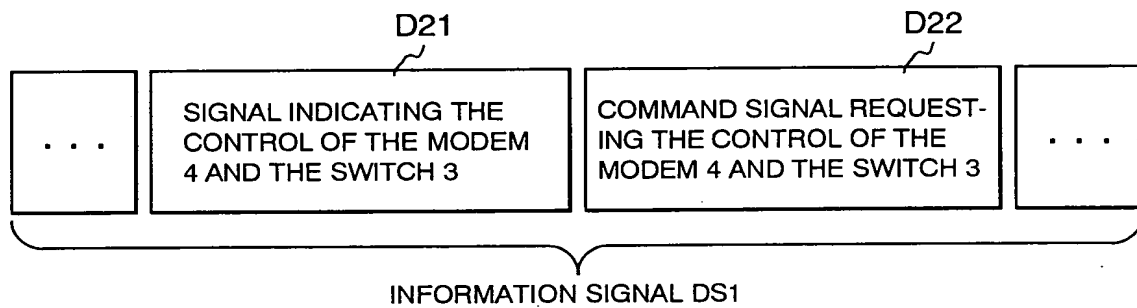 D21
D22
. . .
SIGNAL INDICATING THE
CONTROL OF THE MODEM
4 AND THE SWITCH 3
COMMAND SIGNAL REQUEST-
ING THE CONTROL OF THE
MODEM 4 AND THE SWITCH 3
. . .
INFORMATION SIGNAL DS1